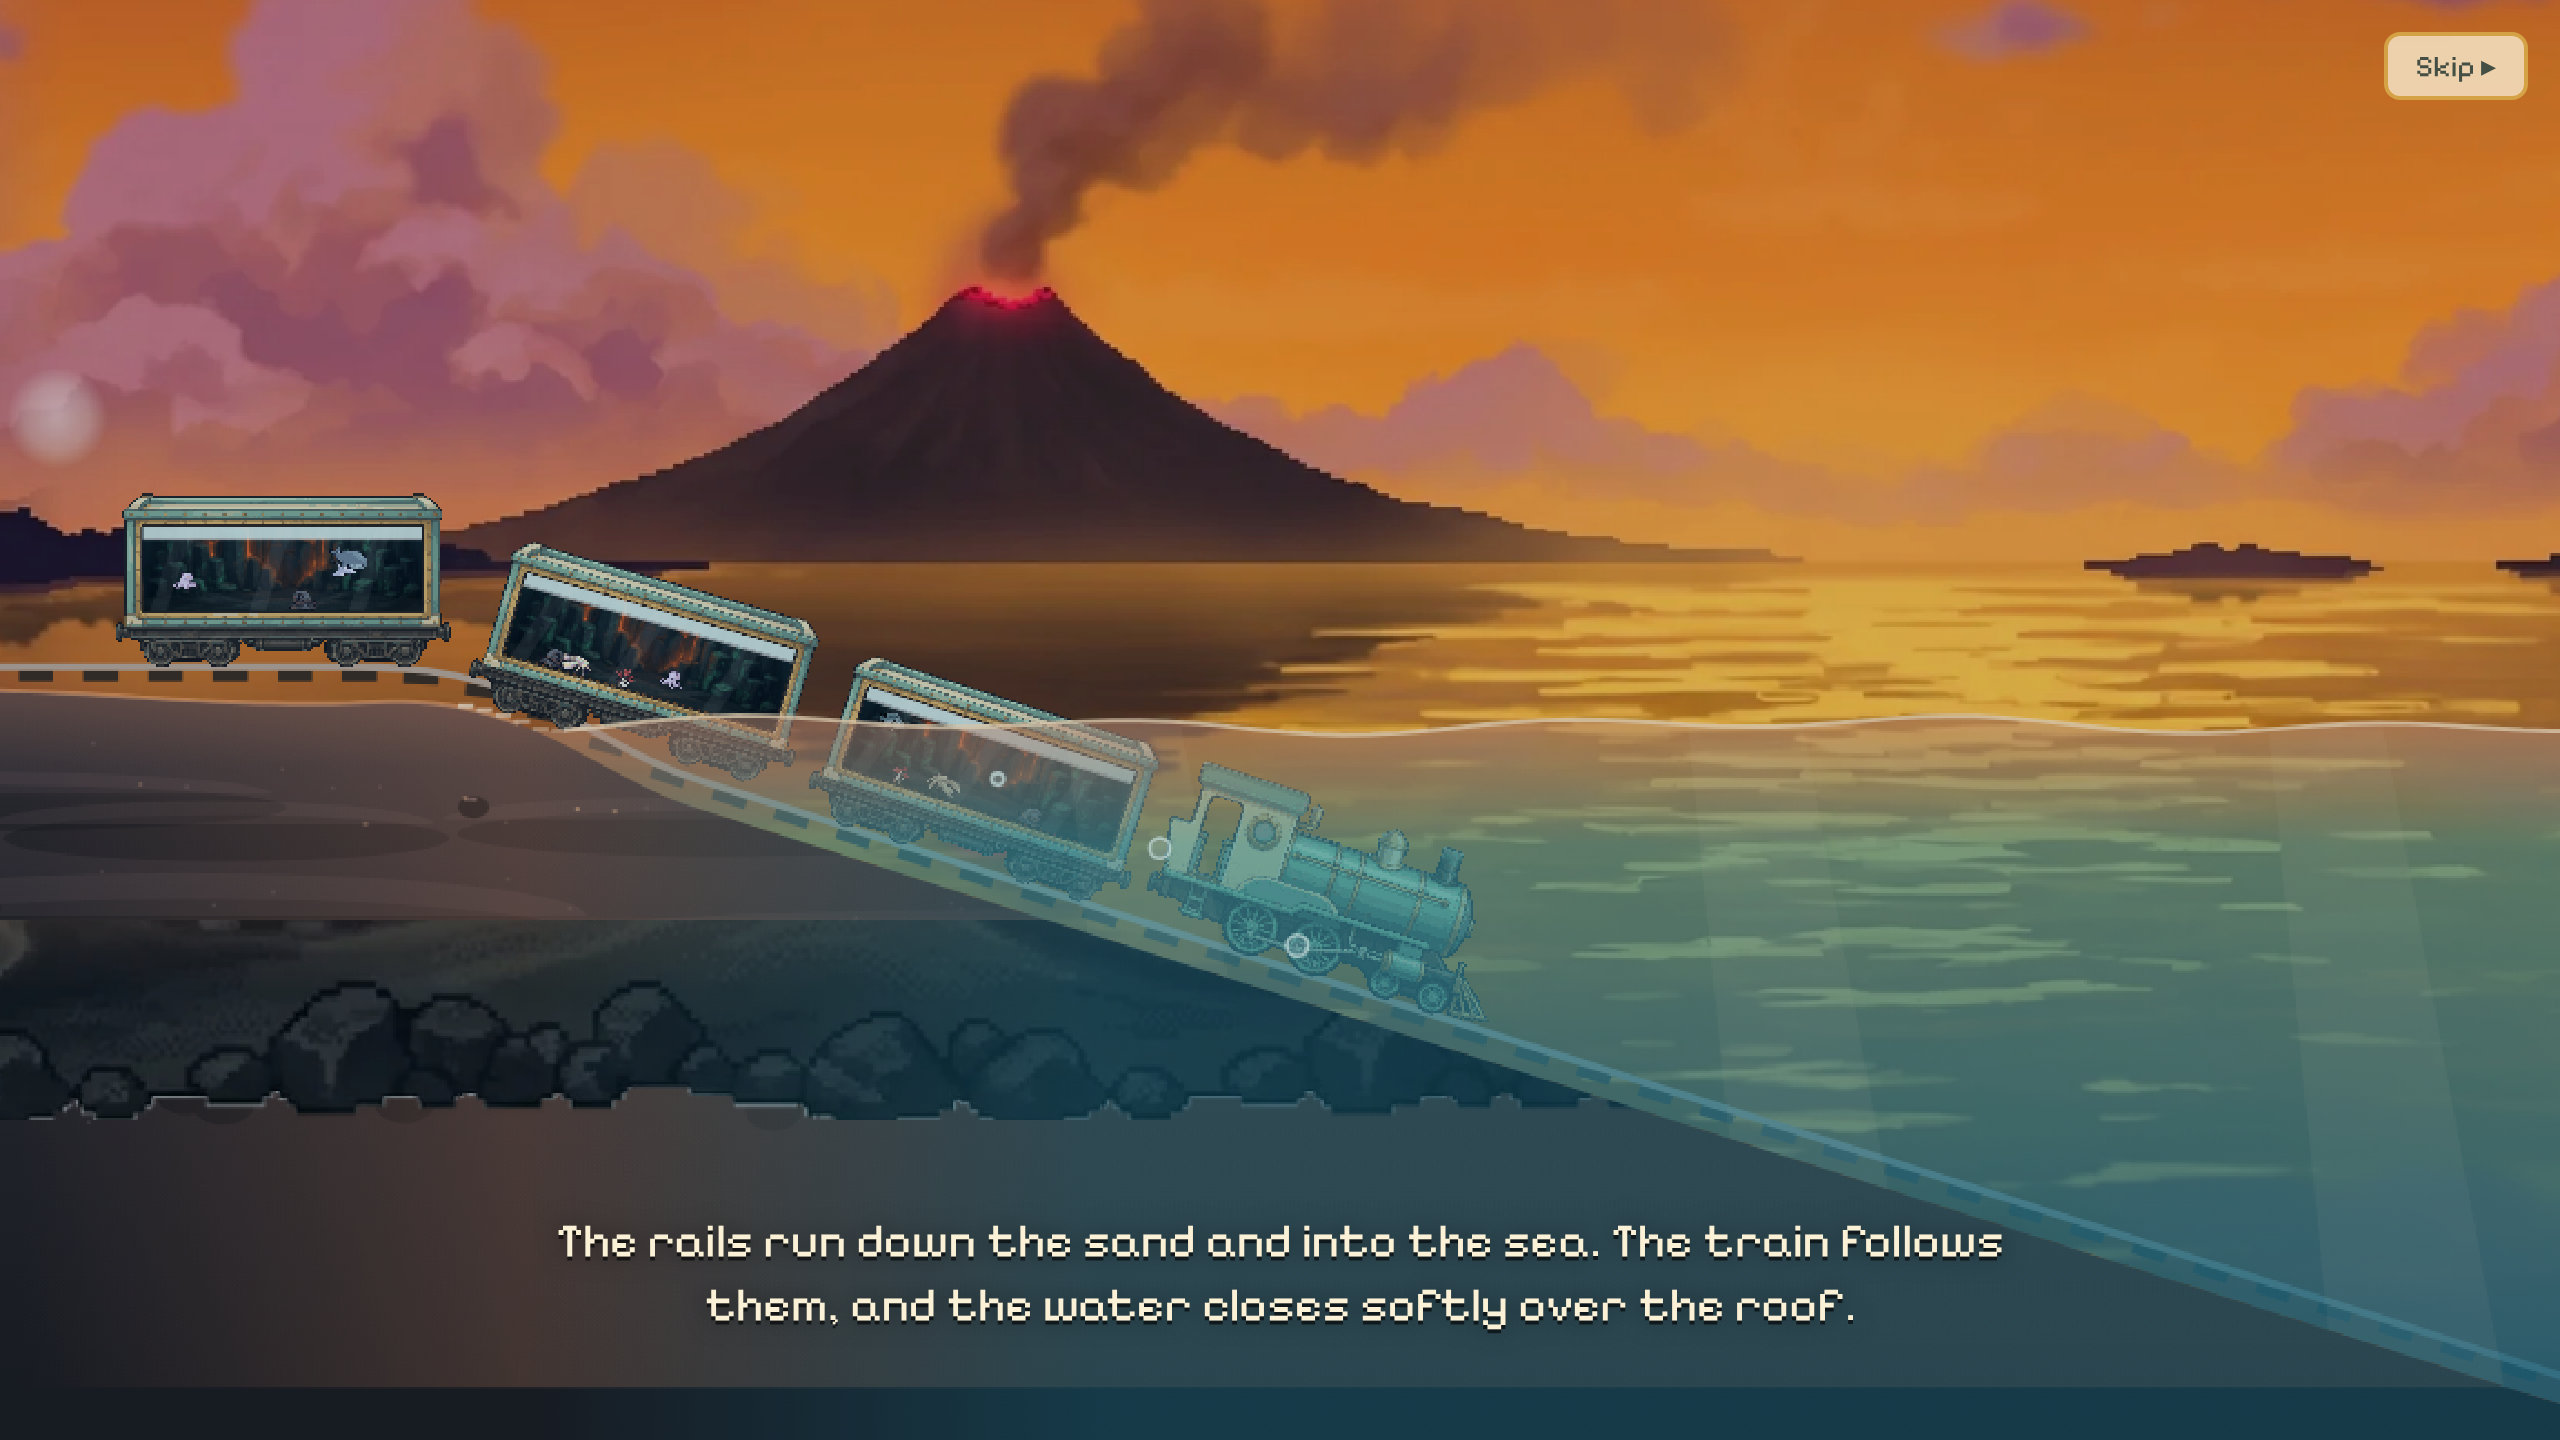 Skip ▶
The rails run down the sand and into the sea. The train follows
them, and the water closes softly over the roof.